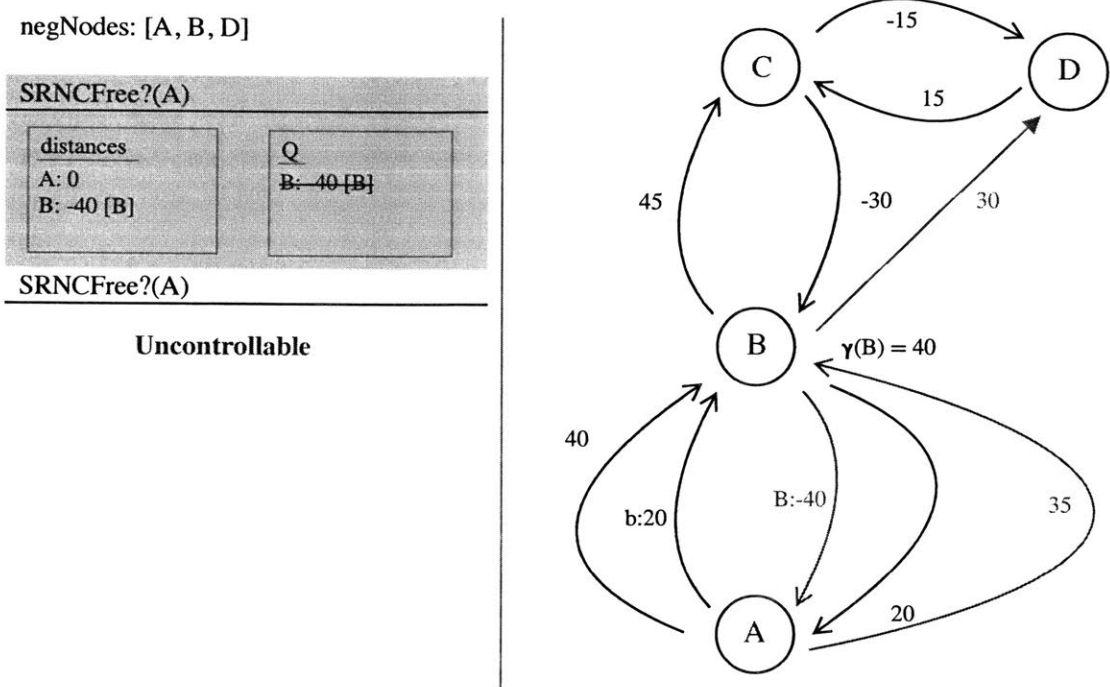 negNodes: [A, B, D]
SRNCFree?(A)
distances
A: 0
B: -40 [B]
Q
B: -40 [B]
SRNCFree?(A)
Uncontrollable
-15
C
D
15
45
-30
30
B
γ(B) = 40
40
b:20
B:-40
35
20
A